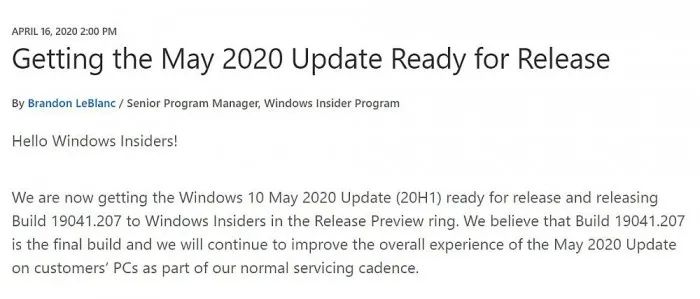 APRIL 16, 2020 2:00 PM
Getting the May 2020 Update Ready for Release
By Brandon LeBlanc / Senior Program Manager, Windows Insider Program
Hello Windows Insiders!
We are now getting the Windows 10 May 2020 Update (20H1) ready for release and releasing
Build 19041.207 to Windows Insiders in the Release Preview ring. We believe that Build 19041.207
is the final build and we will continue to improve the overall experience of the May 2020 Update
on customers’ PCs as part of our normal servicing cadence.